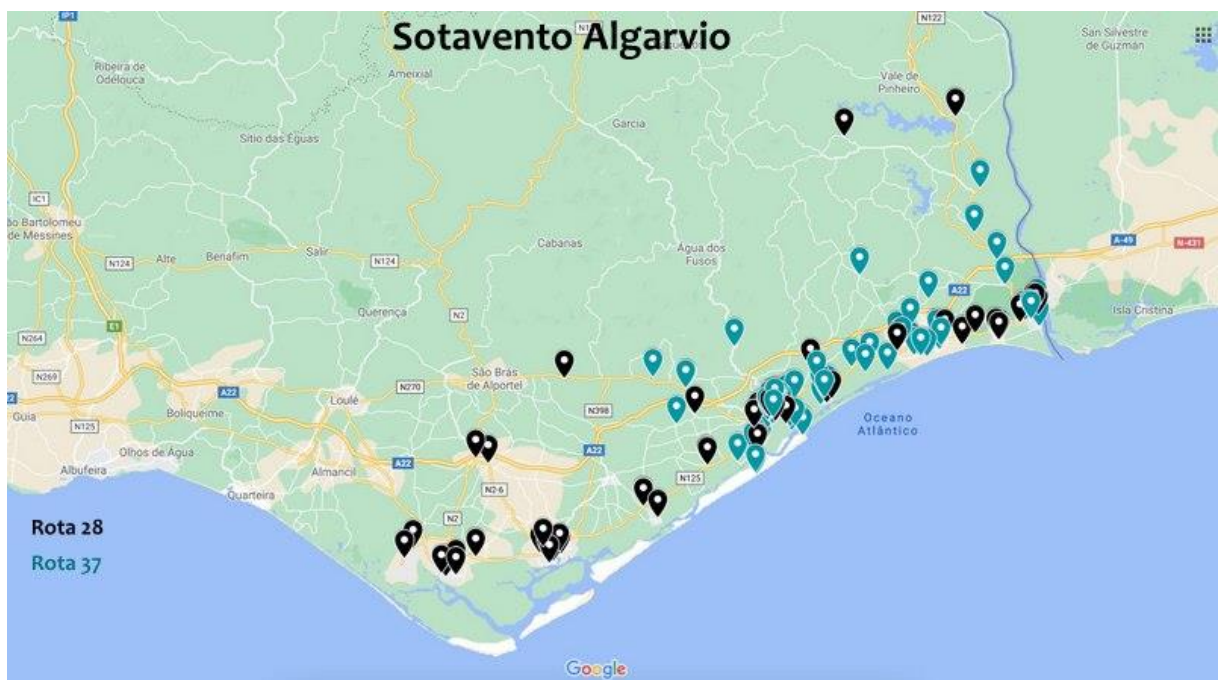 Sotavento Algarvio
IP1
N122
San Silvestre
de Guzmán
Ribeira de
Odelouca
Ameixial
Vale de
Pinheiro
Garcia
Sítio das Éguas
IC1
ão Bartolomeu
de Messines
N124
Alte
Benafim
Salir
N124
Cabanas
Água dos
Fusos
A-49
N-431
A22
Querença
N2
Isla Cristina
E1
N264
N269
São Brás
de Alportel
A22
N270
Loulé
N398
22
Guia
N125
Boliqueime
Oceano
Atlântico
Olhos de Água
Albufeira
Almancil
A22
A22
N125
Quarteira
N2-6
N2
Rota 28
Rota 37
Google